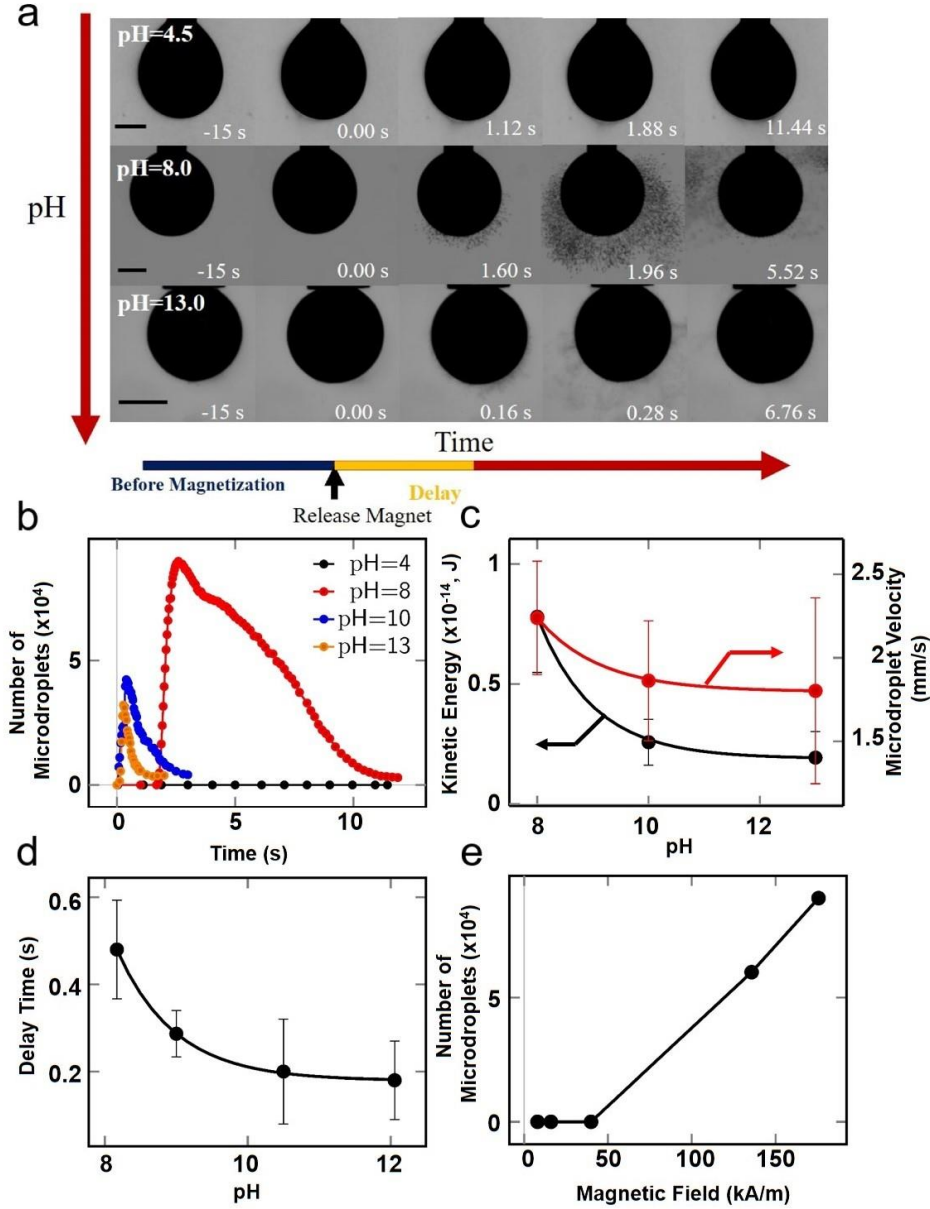 a
pH=4.5
-15 s 0.00 s 1.12 s 1.88 s 11.44 s
pH=8.0
pH
-15 s 0.00 s 1.60 s 1.96 s 5.52 s
pH=13.0
-15 s 0.00 s 0.16 s 0.28 s 6.76 s
Time
Before Magnetization
Delay
Release Magnet
b
Number of
Microdroplets (x10⁴)
5
0
0 5 10
Time (s)
pH=4
pH=8
pH=10
pH=13
c
Kinetic Energy (x10⁻¹⁴, J)
1
0.5
0
8 10 12
pH
2.5
2
1.5
Microdroplet Velocity
(mm/s)
d
Delay Time (s)
0.6
0.4
0.2
8 10 12
pH
e
Number of
Microdroplets (x10⁴)
5
0
0 50 100 150
Magnetic Field (kA/m)